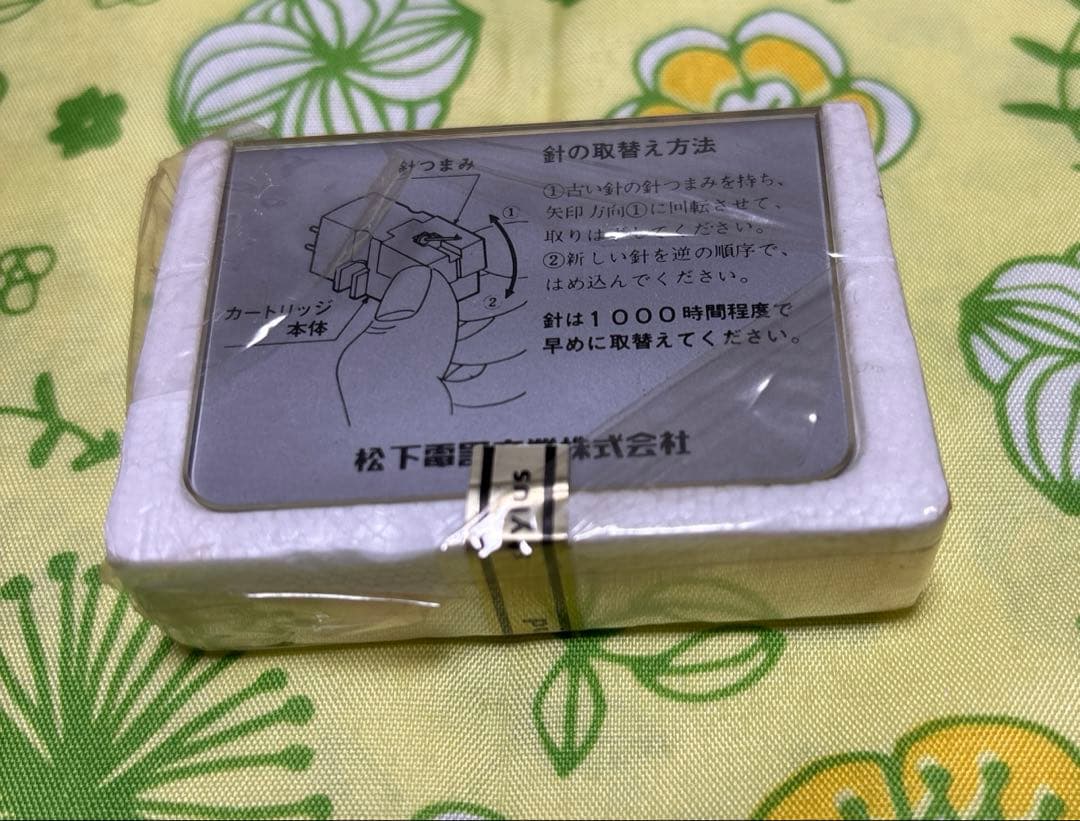 針の取替え方法
針つまみ
①古い針の針つまみを持ち、
矢印方向①に回転させて、
取りはずしてください。
②新しい針を逆の順序で、
はめ込んでください。
①
②
カートリッジ
本体
針は１０００時間程度で
早めに取替えてください。
松下電器産業株式会社